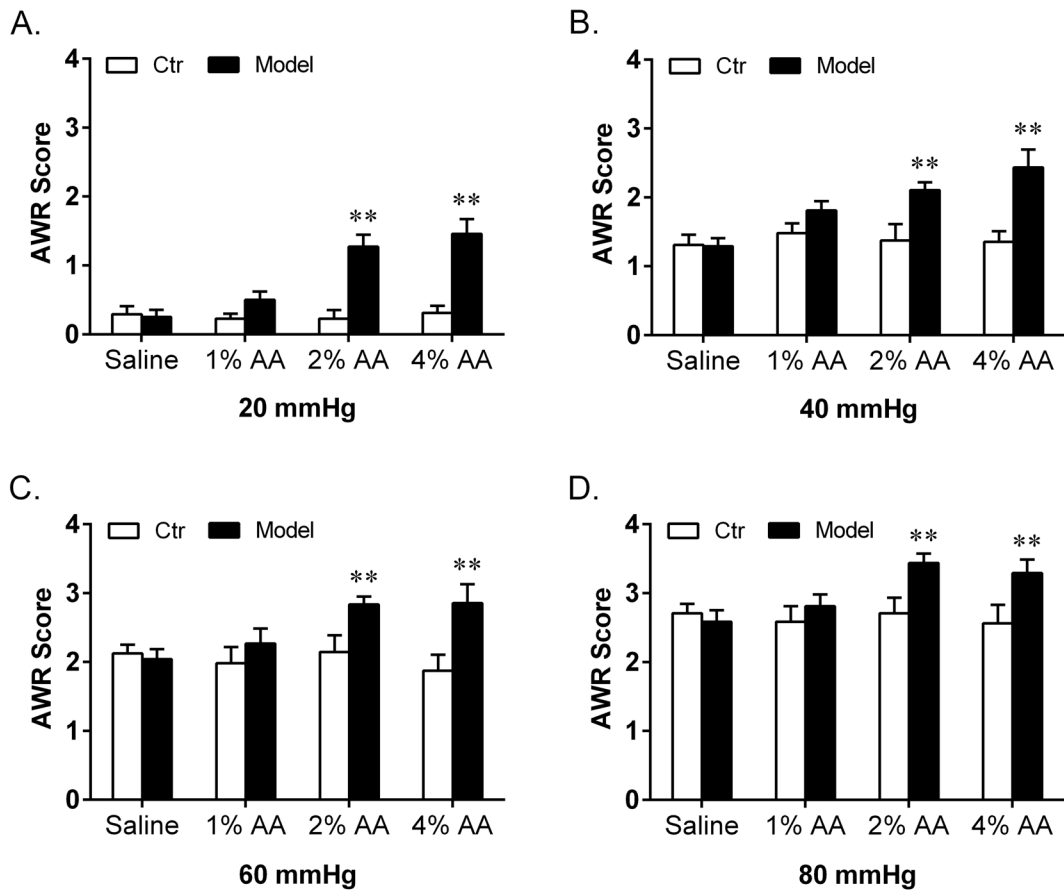 A.
Ctr Model
AWR Score
4
3
2
1
0
**
**
Saline 1% AA 2% AA 4% AA
20 mmHg
B.
Ctr Model
AWR Score
4
3
2
1
0
**
**
Saline 1% AA 2% AA 4% AA
40 mmHg
C.
Ctr Model
AWR Score
4
3
2
1
0
**
**
Saline 1% AA 2% AA 4% AA
60 mmHg
D.
Ctr Model
AWR Score
4
3
2
1
0
**
**
Saline 1% AA 2% AA 4% AA
80 mmHg